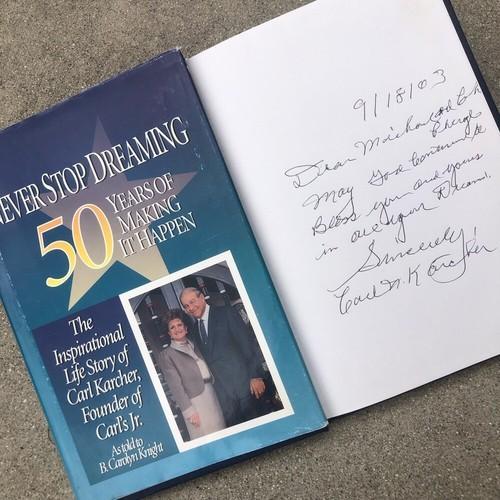 NEVER STOP DREAMING
50
YEARS OF
MAKING
IT HAPPEN
The
Inspirational
Life Story of
Carl Karcher,
Founder of
Carl's Jr.
As told to
B. Carolyn Knight
9/18/03
Dear Michael and
May God Continue to
Bless you and yours
in all your Dreams.
Sincerely
Carl N. Karcher